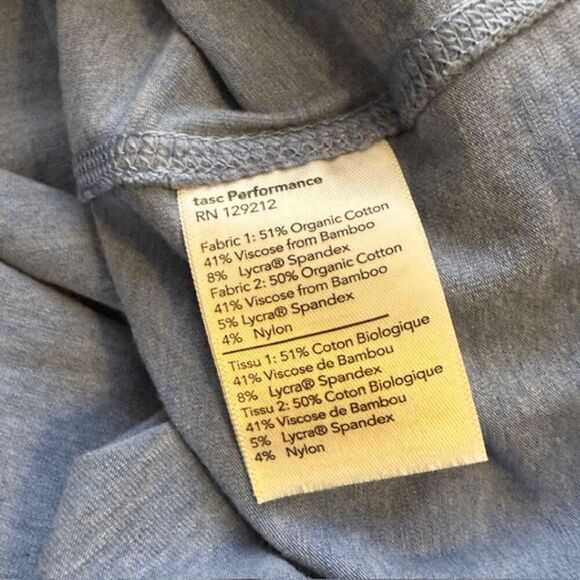 tasc Performance
RN 129212
Fabric 1: 51% Organic Cotton
41% Viscose from Bamboo
8% Lycra® Spandex
Fabric 2: 50% Organic Cotton
41% Viscose from Bamboo
5% Lycra® Spandex
4% Nylon
Tissu 1: 51% Coton Biologique
41% Viscose de Bambou
8% Lycra® Spandex
Tissu 2: 50% Coton Biologique
41% Viscose de Bambou
5% Lycra® Spandex
4% Nylon